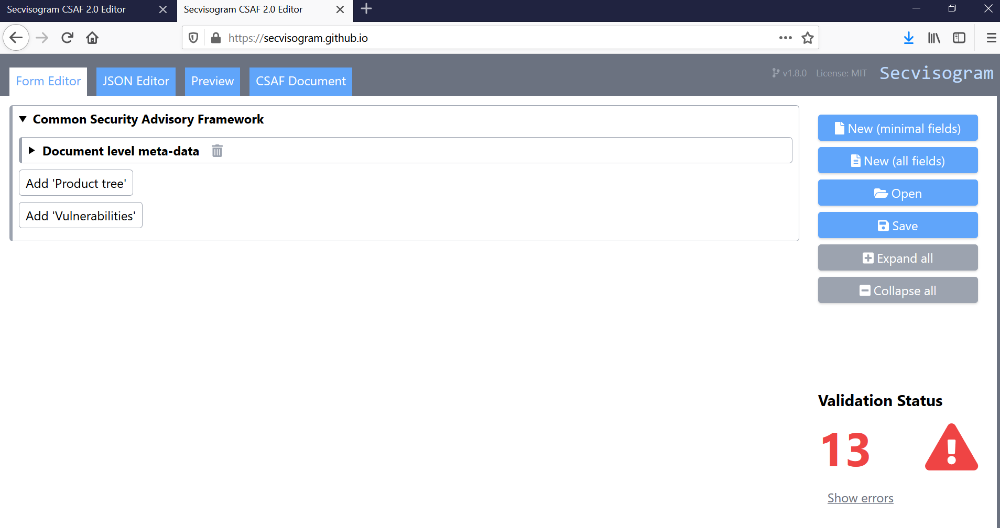 Secvisogram CSAF 2.0 Editor
Secvisogram CSAF 2.0 Editor
https://secvisogram.github.io
Form Editor
JSON Editor
Preview
CSAF Document
v1.8.0
License: MIT
Secvisogram
Common Security Advisory Framework
Document level meta-data
Add 'Product tree'
Add 'Vulnerabilities'
New (minimal fields)
New (all fields)
Open
Save
Expand all
Collapse all
Validation Status
13
Show errors